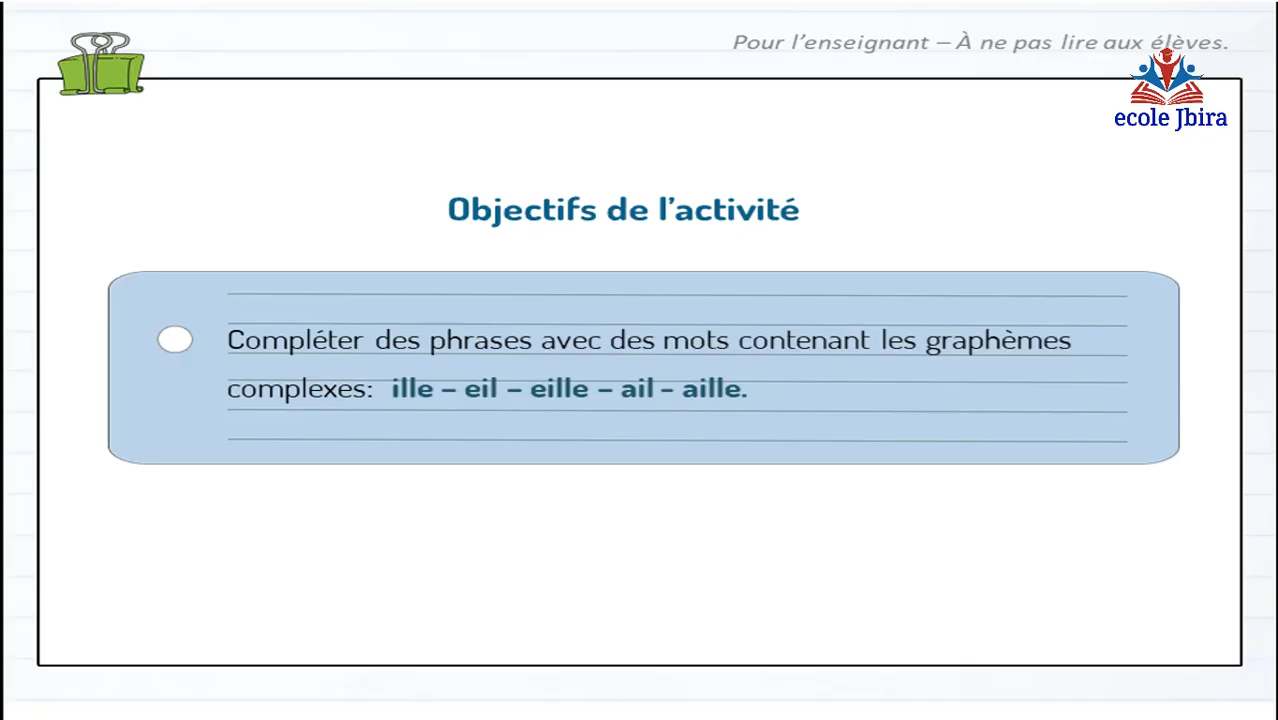 Pour l'enseignant – À ne pas lire aux élèves.
ecole Jbira
Objectifs de l'activité
Compléter des phrases avec des mots contenant les graphèmes
complexes: ille – eil – eille – ail – aille.